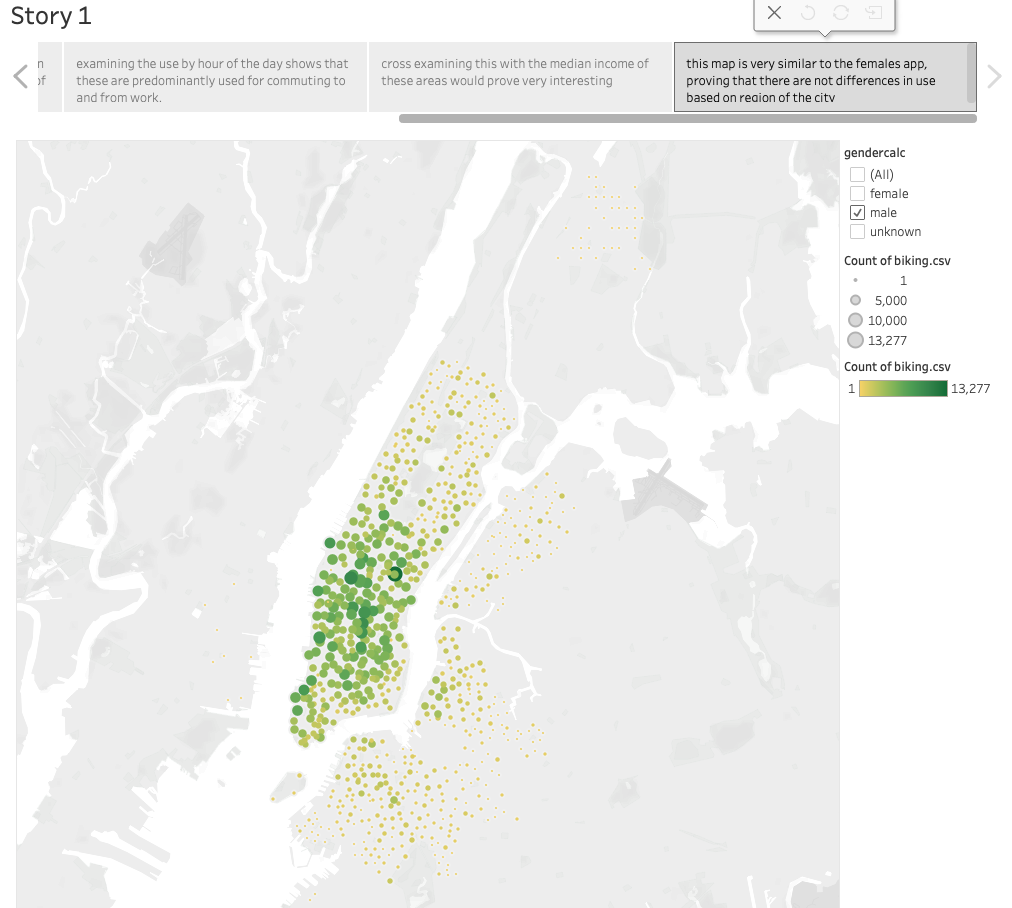 Story 1
examining the use by hour of the day shows that
these are predominantly used for commuting to
and from work.
cross examining this with the median income of
these areas would prove very interesting
this map is very similar to the females app,
proving that there are not differences in use
based on region of the city
gendercalc
(All)
female
male
unknown
Count of biking.csv
1
5,000
10,000
13,277
Count of biking.csv
1 13,277